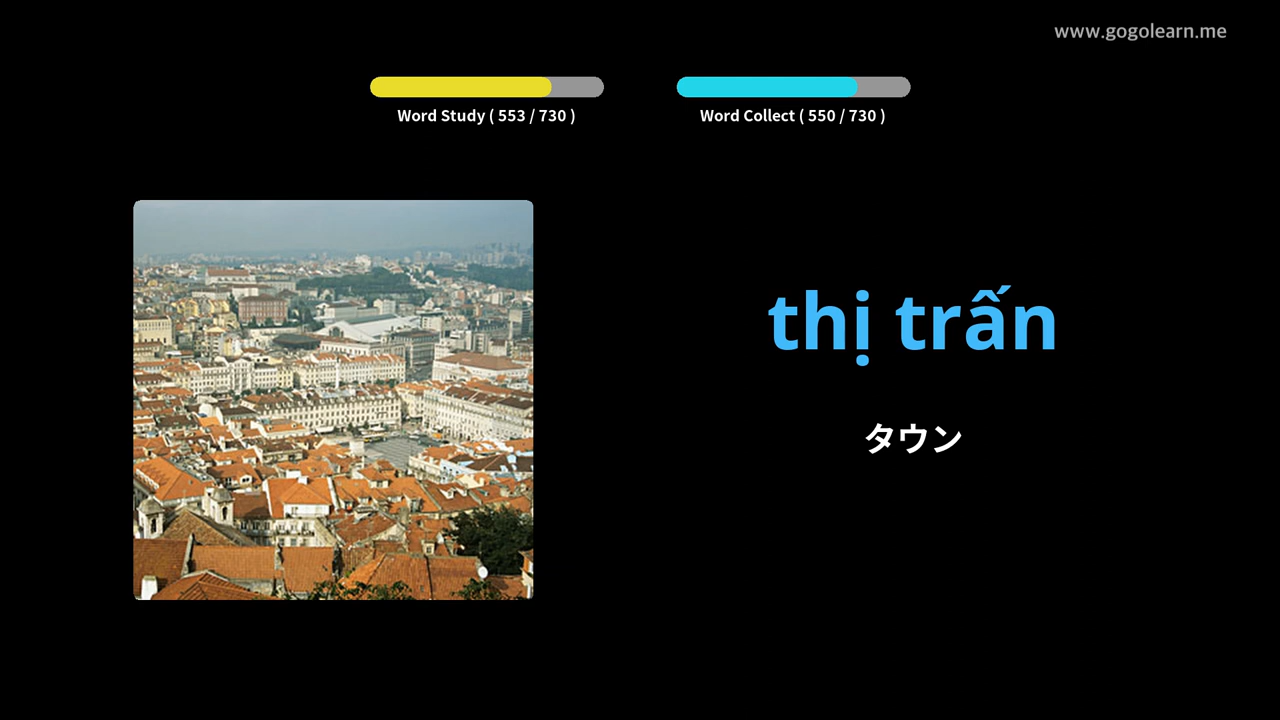 www.gogolearn.me
Word Study ( 553 / 730 )
Word Collect ( 550 / 730 )
thị trấn
タウン